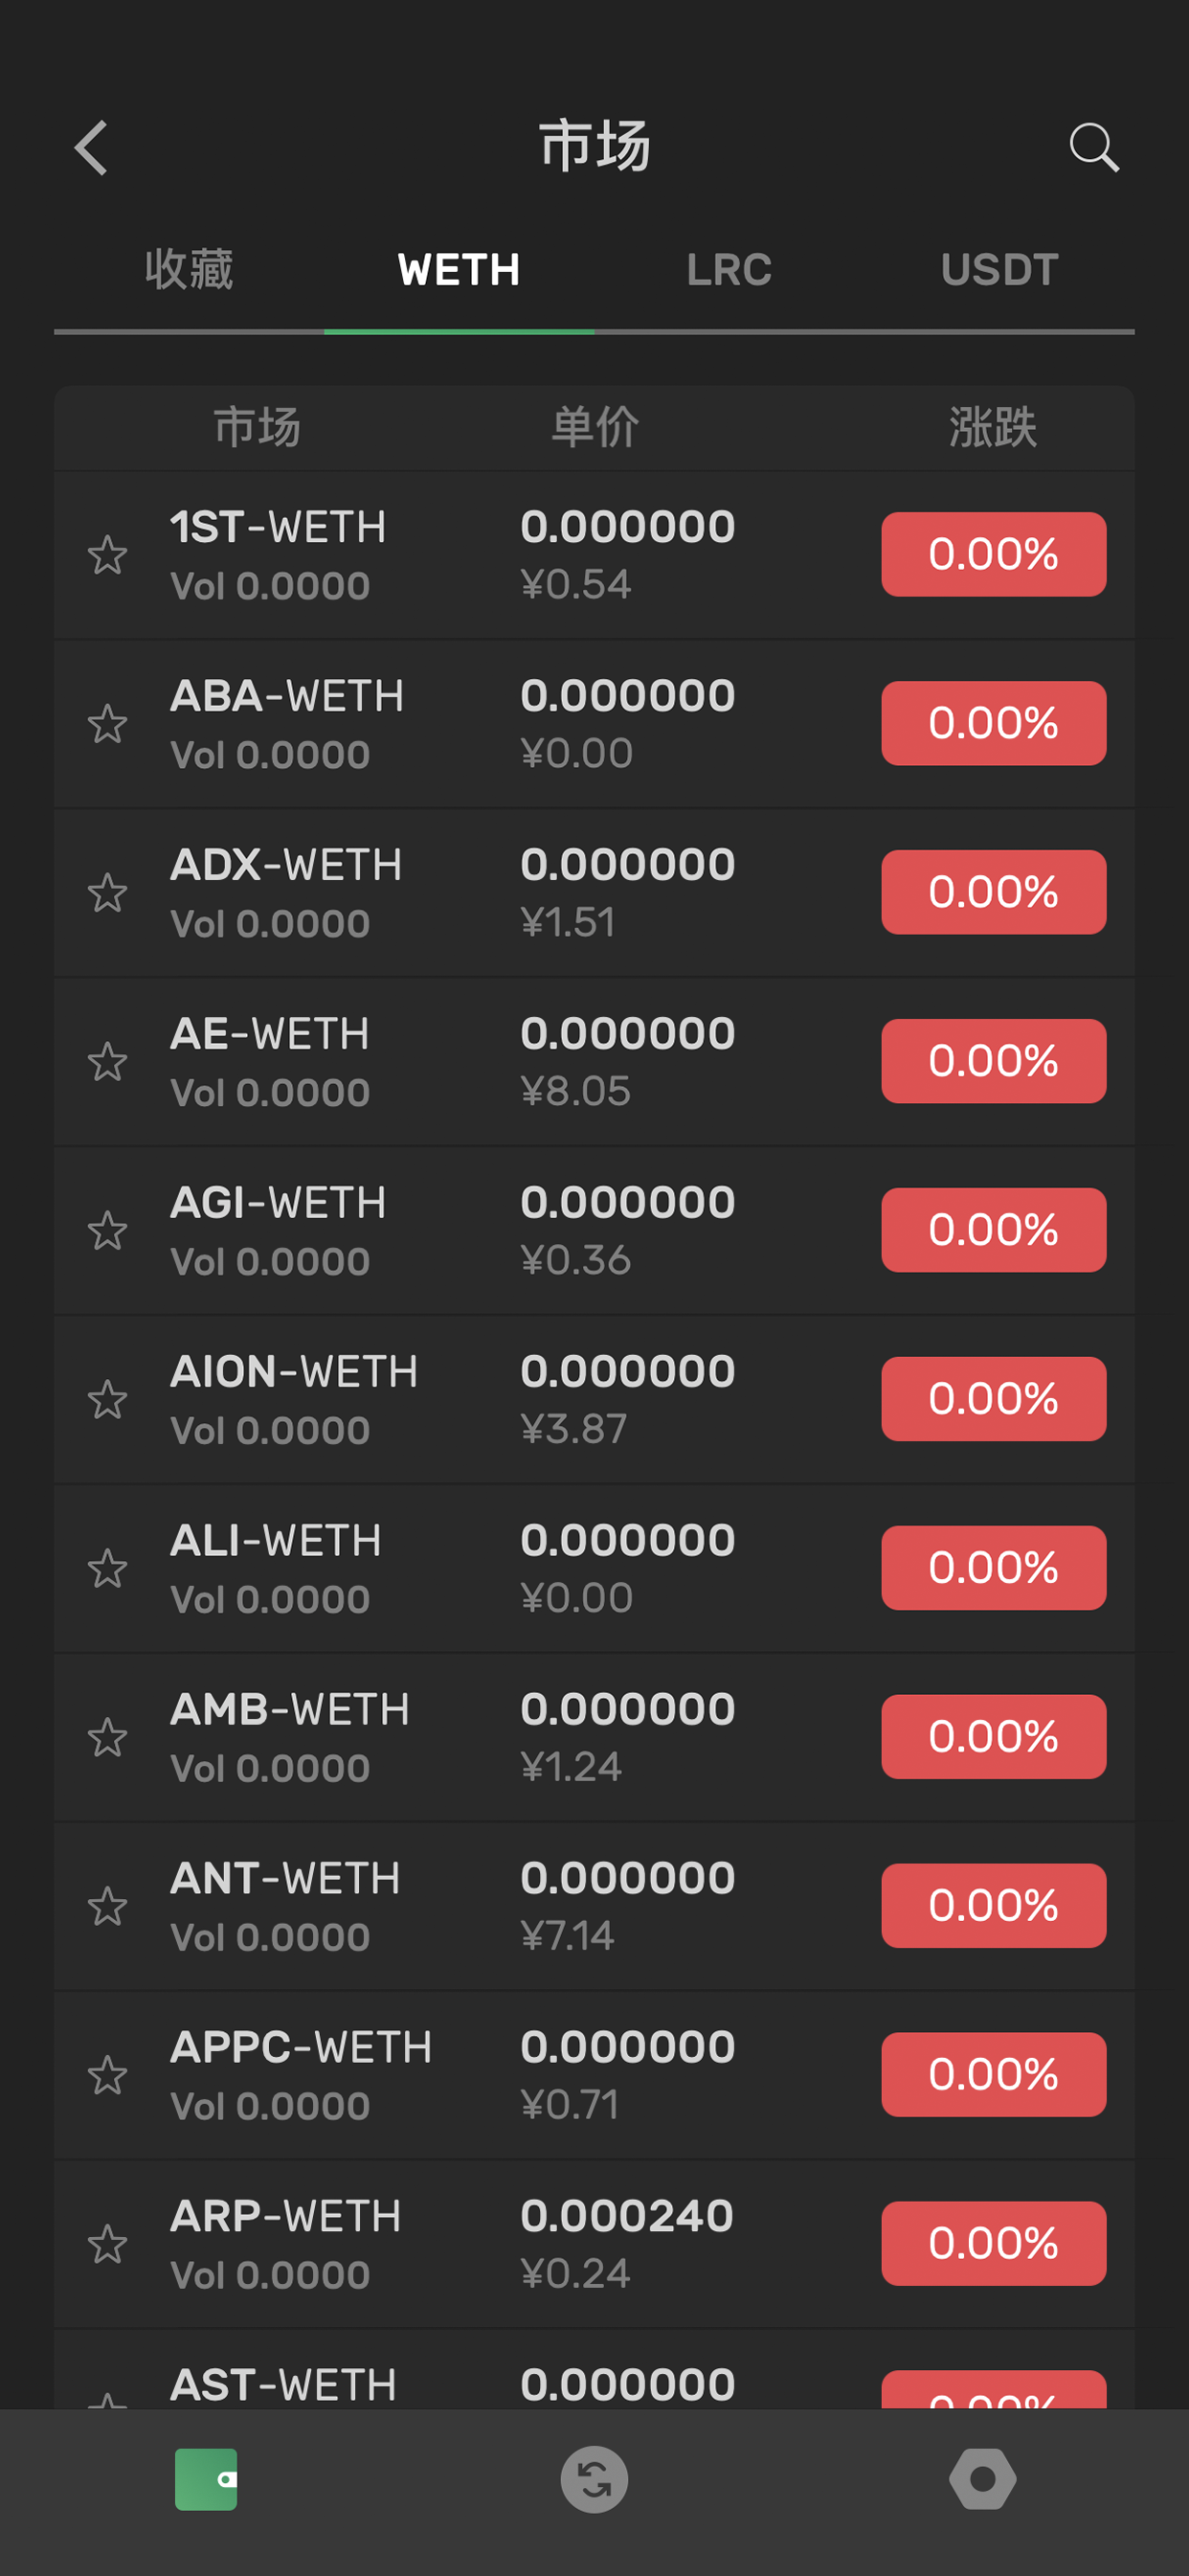 市场
收藏 WETH LRC USDT
市场 单价 涨跌
1ST-WETH 0.000000 0.00%
Vol 0.0000 ¥0.54
ABA-WETH 0.000000 0.00%
Vol 0.0000 ¥0.00
ADX-WETH 0.000000 0.00%
Vol 0.0000 ¥1.51
AE-WETH 0.000000 0.00%
Vol 0.0000 ¥8.05
AGI-WETH 0.000000 0.00%
Vol 0.0000 ¥0.36
AION-WETH 0.000000 0.00%
Vol 0.0000 ¥3.87
ALI-WETH 0.000000 0.00%
Vol 0.0000 ¥0.00
AMB-WETH 0.000000 0.00%
Vol 0.0000 ¥1.24
ANT-WETH 0.000000 0.00%
Vol 0.0000 ¥7.14
APPC-WETH 0.000000 0.00%
Vol 0.0000 ¥0.71
ARP-WETH 0.000240 0.00%
Vol 0.0000 ¥0.24
AST-WETH 0.000000 0.00%